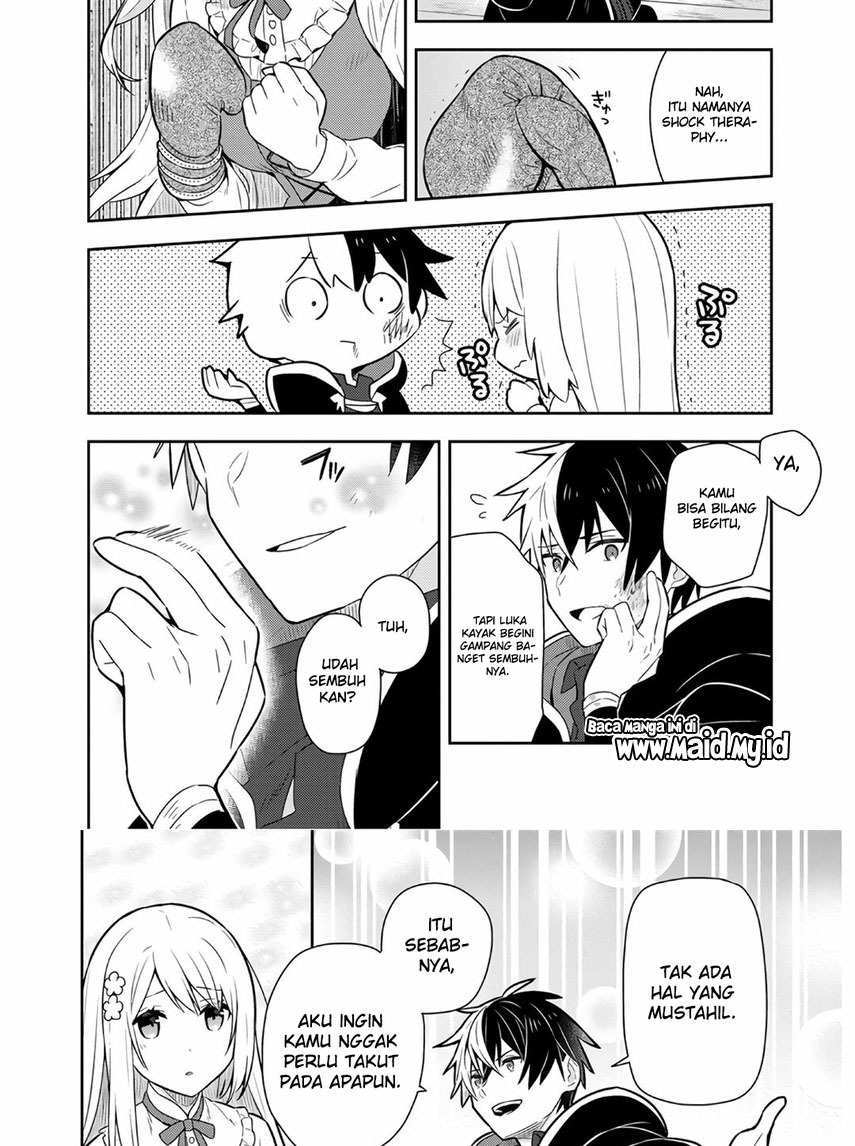 NAH,
ITU NAMANYA
SHOCK THERA-
PHY...
ぎゅっ
ぷる
ぷる
YA,
KAMU
BISA BILANG
BEGITU,
TAPI LUKA
KAYAK BEGINI
GAMPANG BA-
NGET SEMBUH-
NYA.
Baca Manga ini di
www.Maid.My.id
TUH,
UDAH
SEMBUH
KAN?
TAK ADA
HAL YANG
MUSTAHIL.
ITU
SEBAB-
NYA,
AKU INGIN
KAMU NGGAK
PERLU TAKUT
PADA APAPUN.